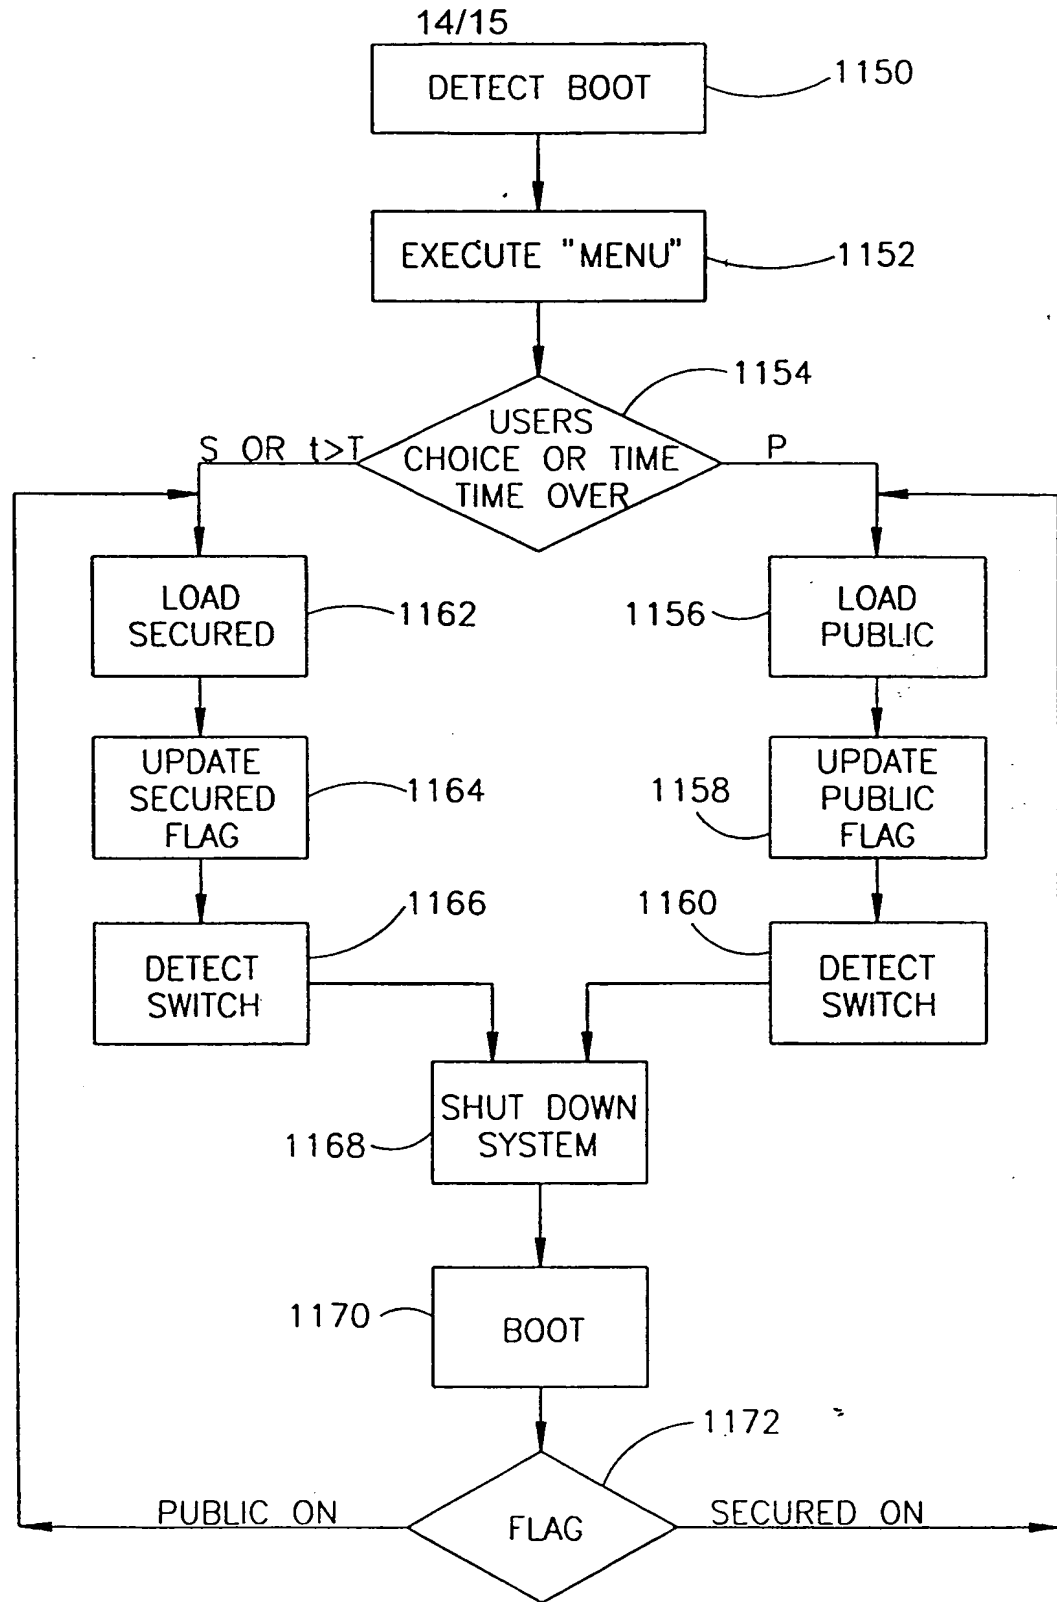 14/15
DETECT BOOT
1150
EXECUTE "MENU"
1152
1154
USERS
CHOICE OR TIME
TIME OVER
S OR t>T
P
LOAD
SECURED
1162
1156
LOAD
PUBLIC
UPDATE
SECURED
FLAG
1164
1158
UPDATE
PUBLIC
FLAG
1166
1160
DETECT
SWITCH
DETECT
SWITCH
SHUT DOWN
SYSTEM
1168
1170
BOOT
1172
PUBLIC ON
FLAG
SECURED ON